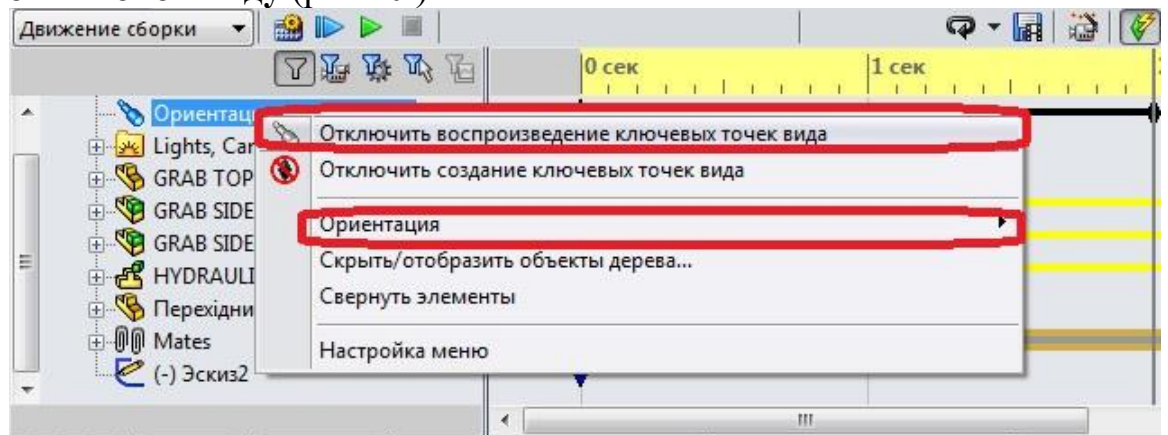 Движение сборки
0 сек 1 сек
Ориентац
Отключить воспроизведение ключевых точек вида
Lights, Car
Отключить создание ключевых точек вида
GRAB TOP
GRAB SIDE
Ориентация
GRAB SIDE
Скрыть/отобразить объекты дерева...
HYDRAULI
Свернуть элементы
Перехідни
Mates
Настройка меню
(-) Эскиз2